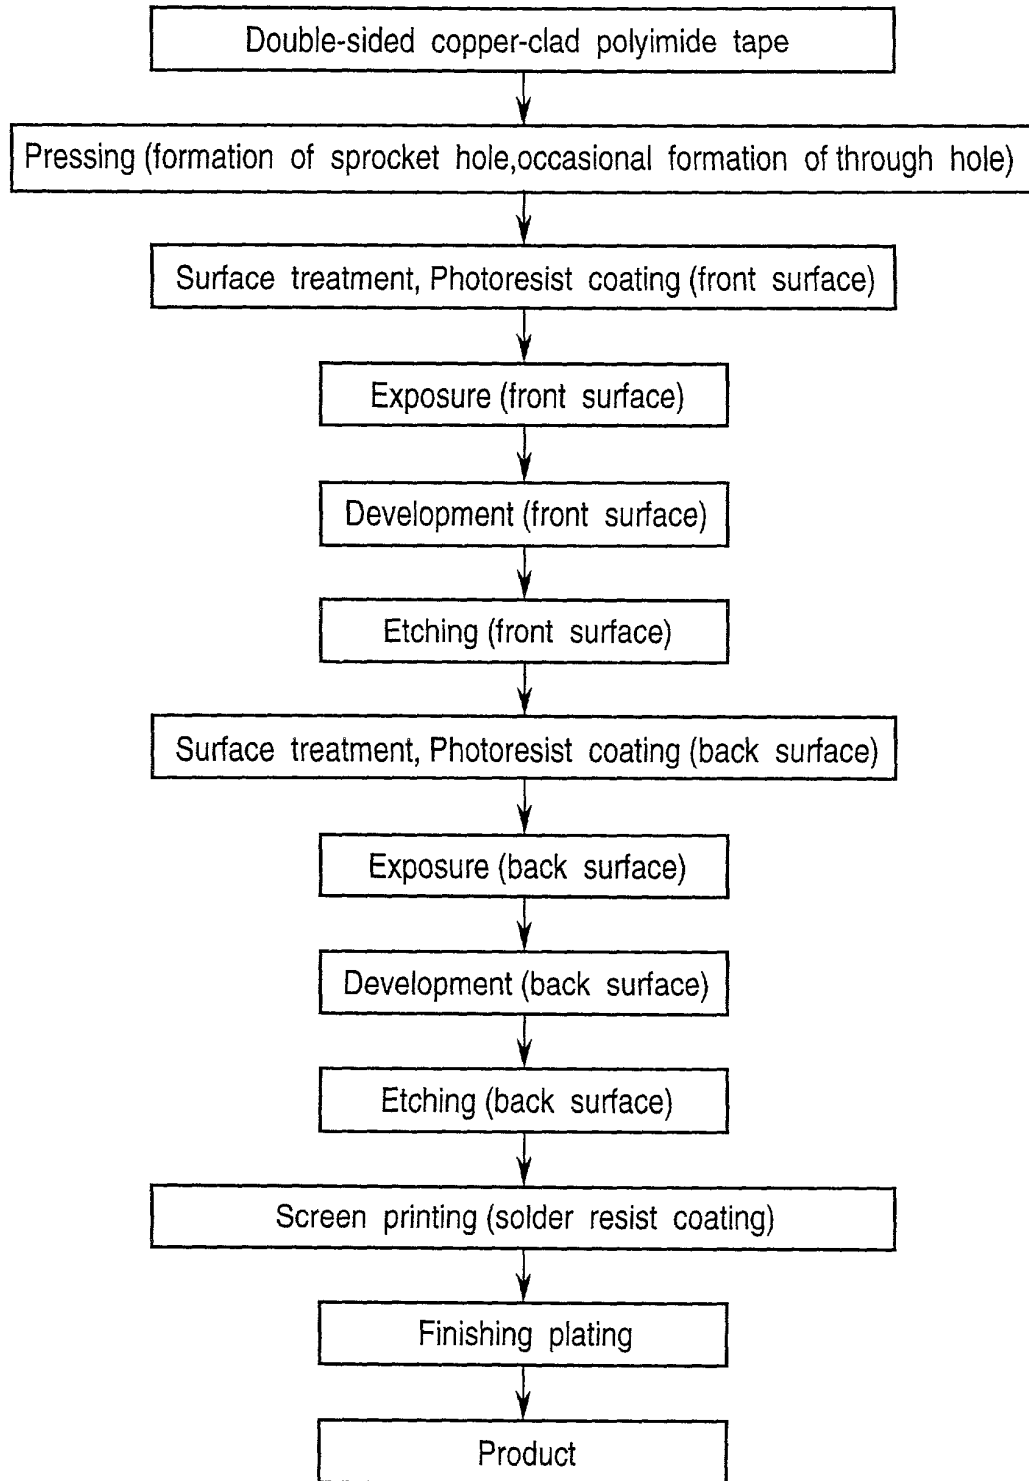 Double-sided copper-clad polyimide tape
Pressing (formation of sprocket hole,occasional formation of through hole)
Surface treatment, Photoresist coating (front surface)
Exposure (front surface)
Development (front surface)
Etching (front surface)
Surface treatment, Photoresist coating (back surface)
Exposure (back surface)
Development (back surface)
Etching (back surface)
Screen printing (solder resist coating)
Finishing plating
Product